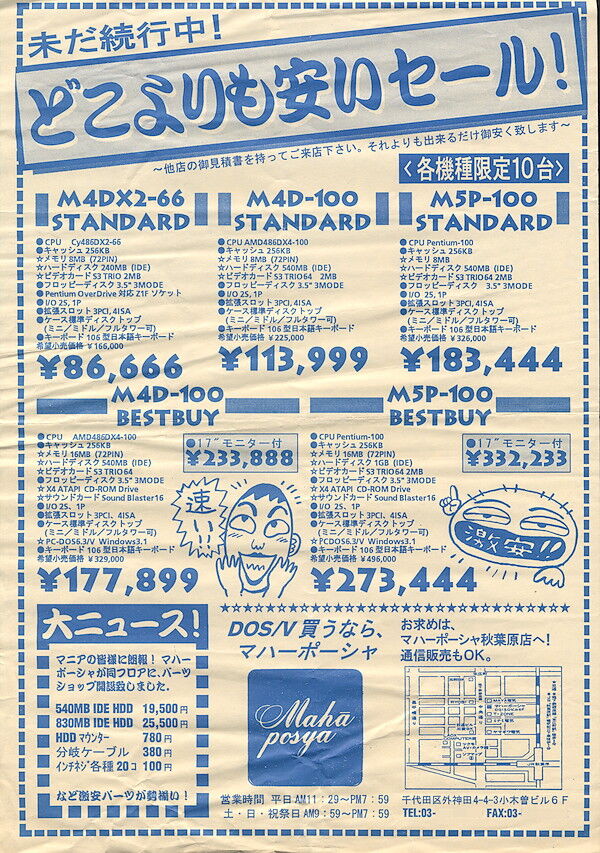 未だ続行中!
どこよりも安いセール!
～他店の御見積書を持ってご来店下さい。それよりも出来るだけ御安く致します～
〈各機種限定10台〉
M4DX2-66
STANDARD
●CPU Cy486DX2-66
●キャッシュ 256KB
☆メモリ 8MB (72PIN)
☆ハードディスク 240MB (IDE)
★ビデオカード S3 TRIO 2MB
●フロッピーディスク 3.5" 3MODE
●Pentium OverDrive 対応 Z1F ソケット
●I/O 2S, 1P
●拡張スロット 3PCI, 4ISA
●ケース標準ディスクトップ
(ミニ/ミドル/フルタワー可)
●キーボード 106 型日本語キーボード
希望小売価格 ￥166,000
￥86,666
M4D-100
STANDARD
●CPU AMD486DX4-100
●キャッシュ 256KB
☆メモリ 8MB (72PIN)
☆ハードディスク 540MB (IDE)
★ビデオカード S3 TRIO64 2MB
●フロッピーディスク 3.5" 3MODE
●I/O 2S, 1P
●拡張スロット 3PCI, 4ISA
●ケース標準ディスクトップ
(ミニ/ミドル/フルタワー可)
●キーボード 106 型日本語キーボード
希望小売価格 ￥225,000
￥113,999
M5P-100
STANDARD
●CPU Pentium-100
●キャッシュ 256KB
☆メモリ 8MB
☆ハードディスク 540MB (IDE)
★ビデオカード S3 TRIO64 2MB
●フロッピーディスク 3.5" 3MODE
●I/O 2S, 1P
●拡張スロット 3PCI, 4ISA
●ケース標準ディスクトップ
(ミニ/ミドル/フルタワー可)
●キーボード 106 型日本語キーボード
希望小売価格 ￥326,000
￥183,444
M4D-100
BESTBUY
●CPU AMD486DX4-100
●キャッシュ 256KB
☆メモリ 16MB (72PIN)
☆ハードディスク 540MB (IDE)
★ビデオカード S3 TRIO64
●フロッピーディスク 3.5" 3MODE
★X4 ATAPI CD-ROM Drive
★サウンドカード Sound Blaster16
●I/O 2S, 1P
●拡張スロット 3PCI、4ISA
●ケース標準ディスクトップ
(ミニ/ミドル/フルタワー可)
★PC-DOS6.3/V Windows3.1
●キーボード 106 型日本語キーボード
希望小売価格 ￥329,000
￥177,899
●17"モニター付
￥233,888
速!!
M5P-100
BESTBUY
●CPU Pentium-100
●キャッシュ 256KB
☆メモリ 16MB (72PIN)
☆ハードディスク 1GB (IDE)
★ビデオカード S3 TRIO64 2MB
●フロッピーディスク 3.5" 3MODE
★X4 ATAPI CD-ROM Drive
★サウンドカード Sound Blaster16
●I/O 2S, 1P
●拡張スロット 3PCI、4ISA
●ケース標準ディスクトップ
(ミニ/ミドル/フルタワー可)
★PCDOS6.3/V Windows3.1
●キーボード 106 型日本語キーボード
希望小売価格 ￥496,000
￥273,444
●17"モニター付
￥332,233
激安!!
大ニュース!
マニアの皆様に朗報! マハー
ポーシャが同フロアに、パーツ
ショップ開設致しました.
540MB IDE HDD 19,500円
830MB IDE HDD 25,500円
HDD マウンター 780円
分岐ケーブル 380円
インチネジ各種20コ 100円
など激安パーツが勢揃い!
DOS/V 買うなら、
マハーポーシャ
Mahā
posya
お求めは、
マハーポーシャ秋葉原店へ!
通信販売もOK。
営業時間 平日AM11：29～PM7：59
土・日・祝祭日AM9：59～PM7：59
千代田区外神田4-4-3小木曽ビル6F
TEL:03- FAX:03-